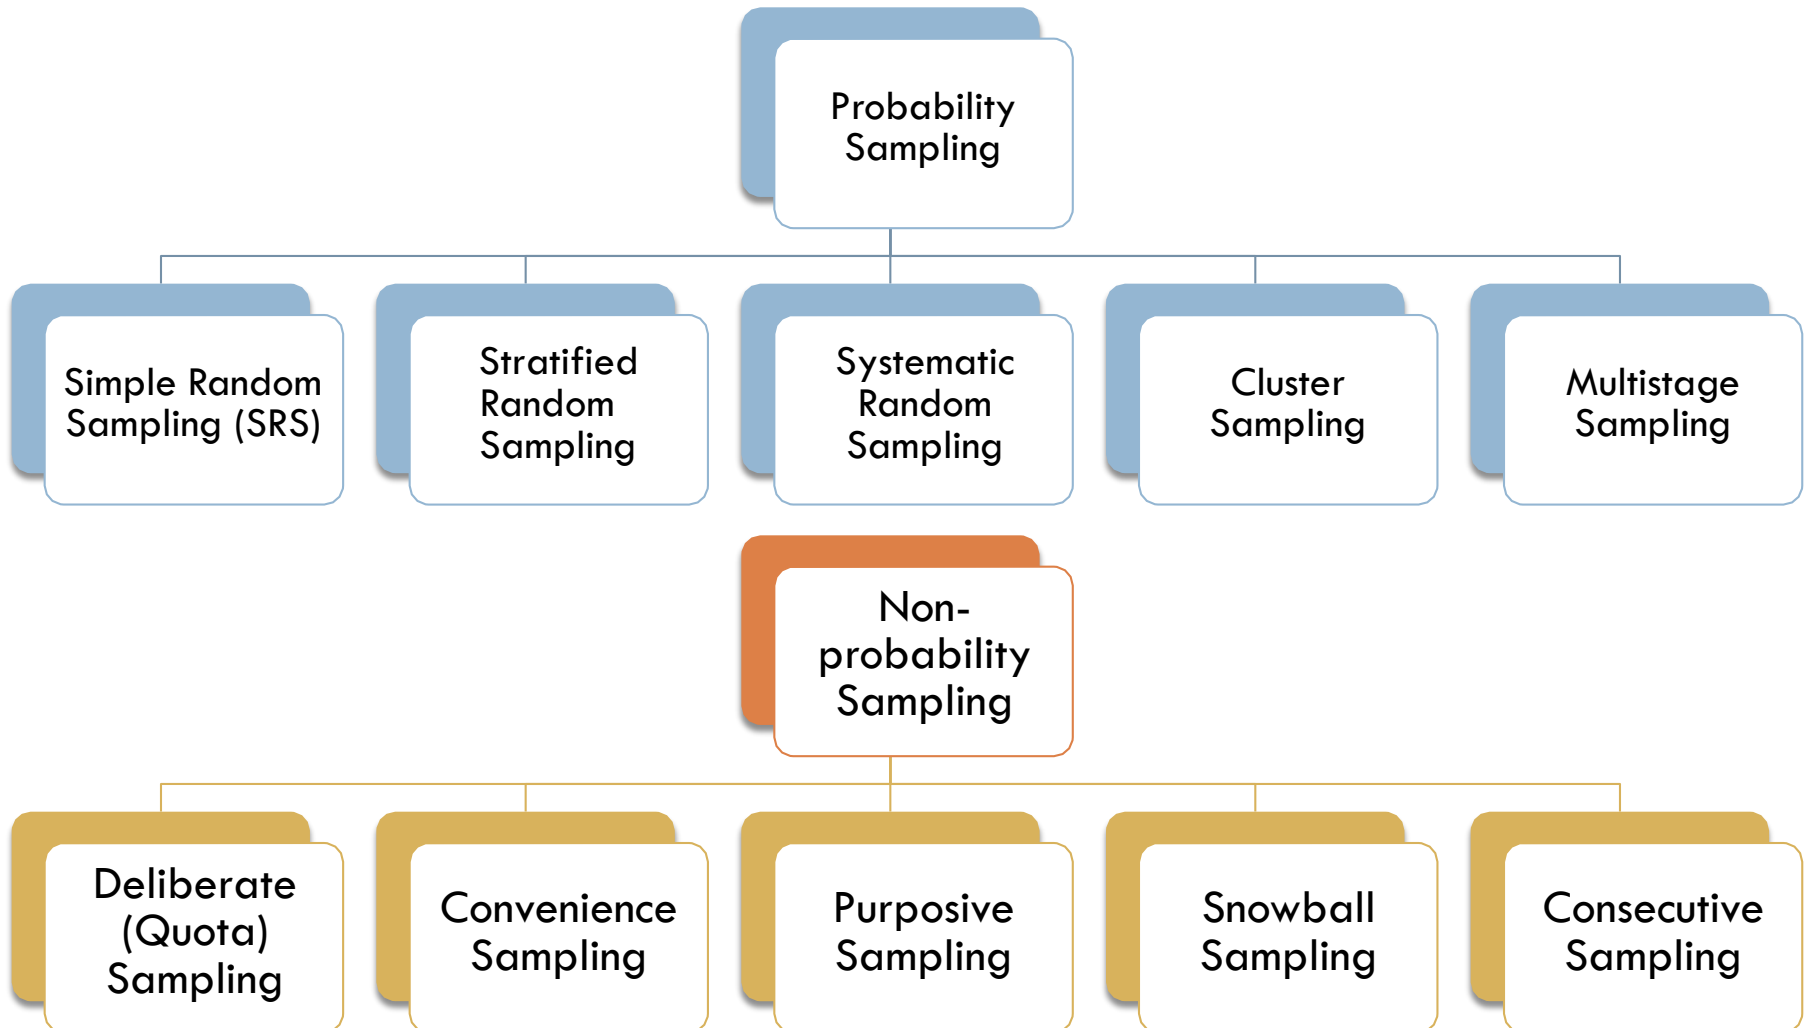 Probability
Sampling
Simple Random
Sampling (SRS)
Stratified
Random
Sampling
Systematic
Random
Sampling
Cluster
Sampling
Multistage
Sampling
Non-
probability
Sampling
Deliberate
(Quota)
Sampling
Convenience
Sampling
Purposive
Sampling
Snowball
Sampling
Consecutive
Sampling